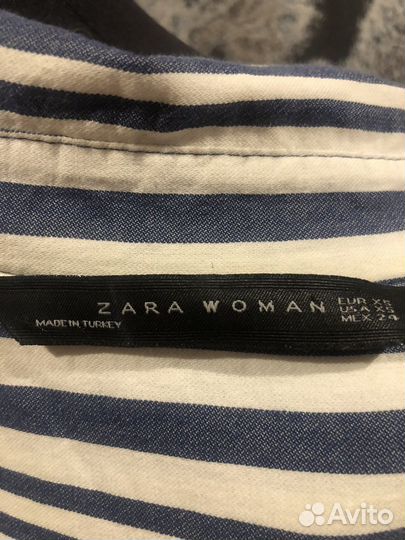 ZARA WOMAN
MADE IN TURKEY
EUR XS
USA XS
MEX 24
Avito